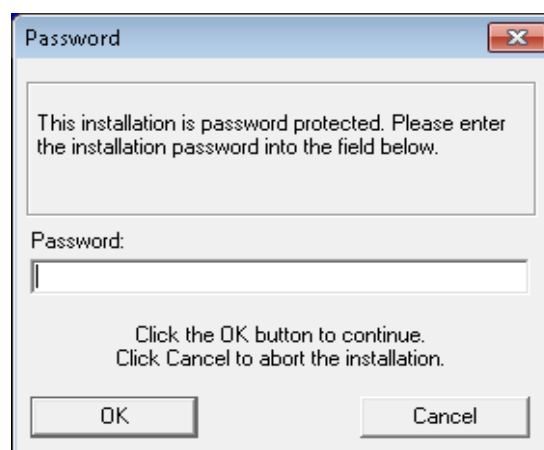 Password
This installation is password protected. Please enter
the installation password into the field below.
Password:
Click the OK button to continue.
Click Cancel to abort the installation.
OK
Cancel